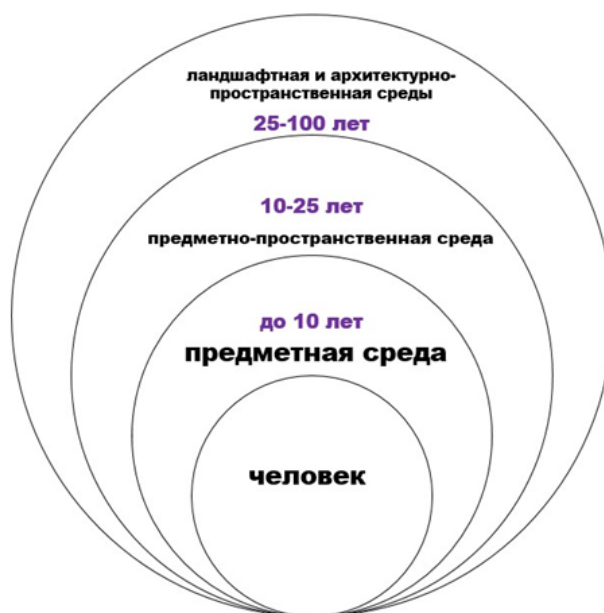 ландшафтная и архитектурно-
пространственная среды
25-100 лет
10-25 лет
предметно-пространственная среда
до 10 лет
предметная среда
человек